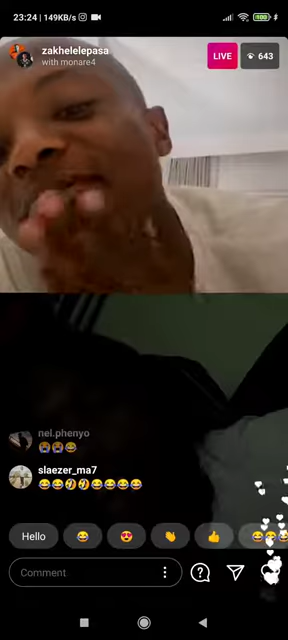 23:24 | 149KB/s
zakhelelepasa
with monare4
LIVE
643
nel.phenyo
😭😭😂
slaezer_ma7
😂😂🤣🤣😂😂😂😂
Hello 😂 😍 👏 👍 😂😂😂
Comment